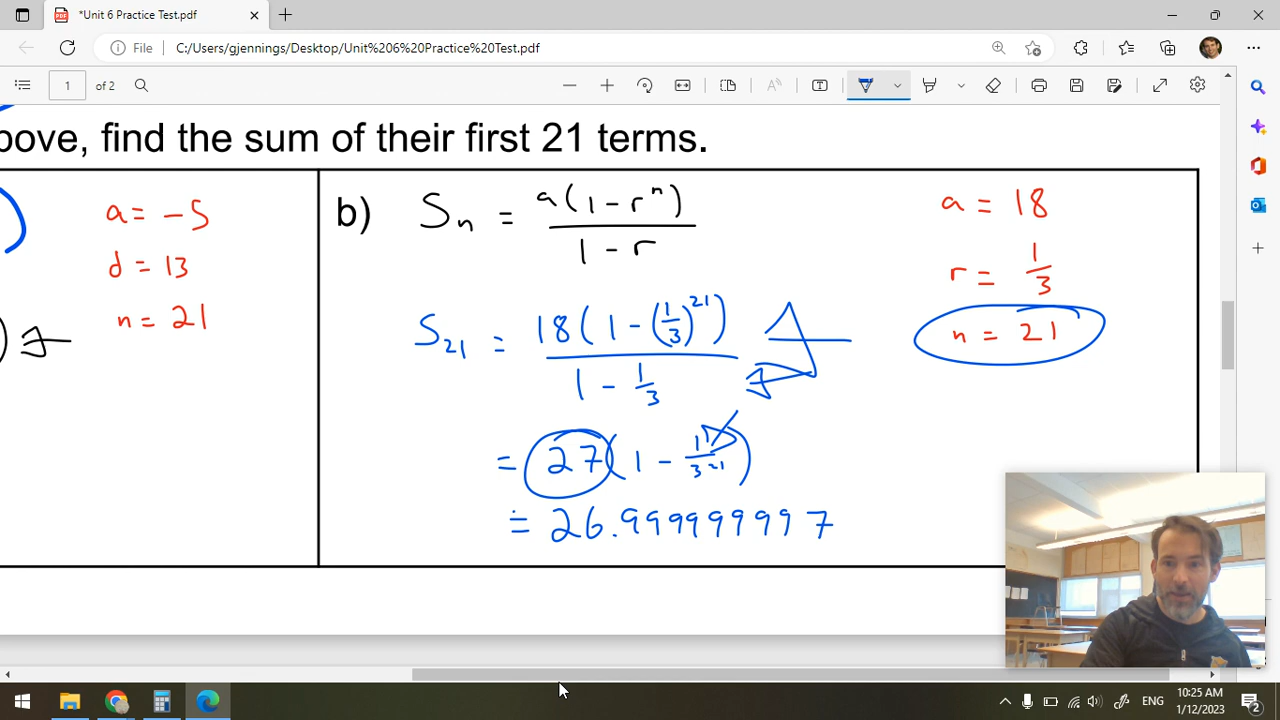 *Unit 6 Practice Test.pdf
File C:/Users/gjennings/Desktop/Unit%206%20Practice%20Test.pdf
1 of 2
bove, find the sum of their first 21 terms.
a = -5
d = 13
n = 21
b) Sn = a(1 - r^n) / (1 - r)
a = 18
r = 1/3
n = 21
S21 = 18(1 - (1/3)^21) / (1 - 1/3)
= 27(1 - 1/3^21)
≐ 26.9999999997
ENG
10:25 AM
1/12/2023
2